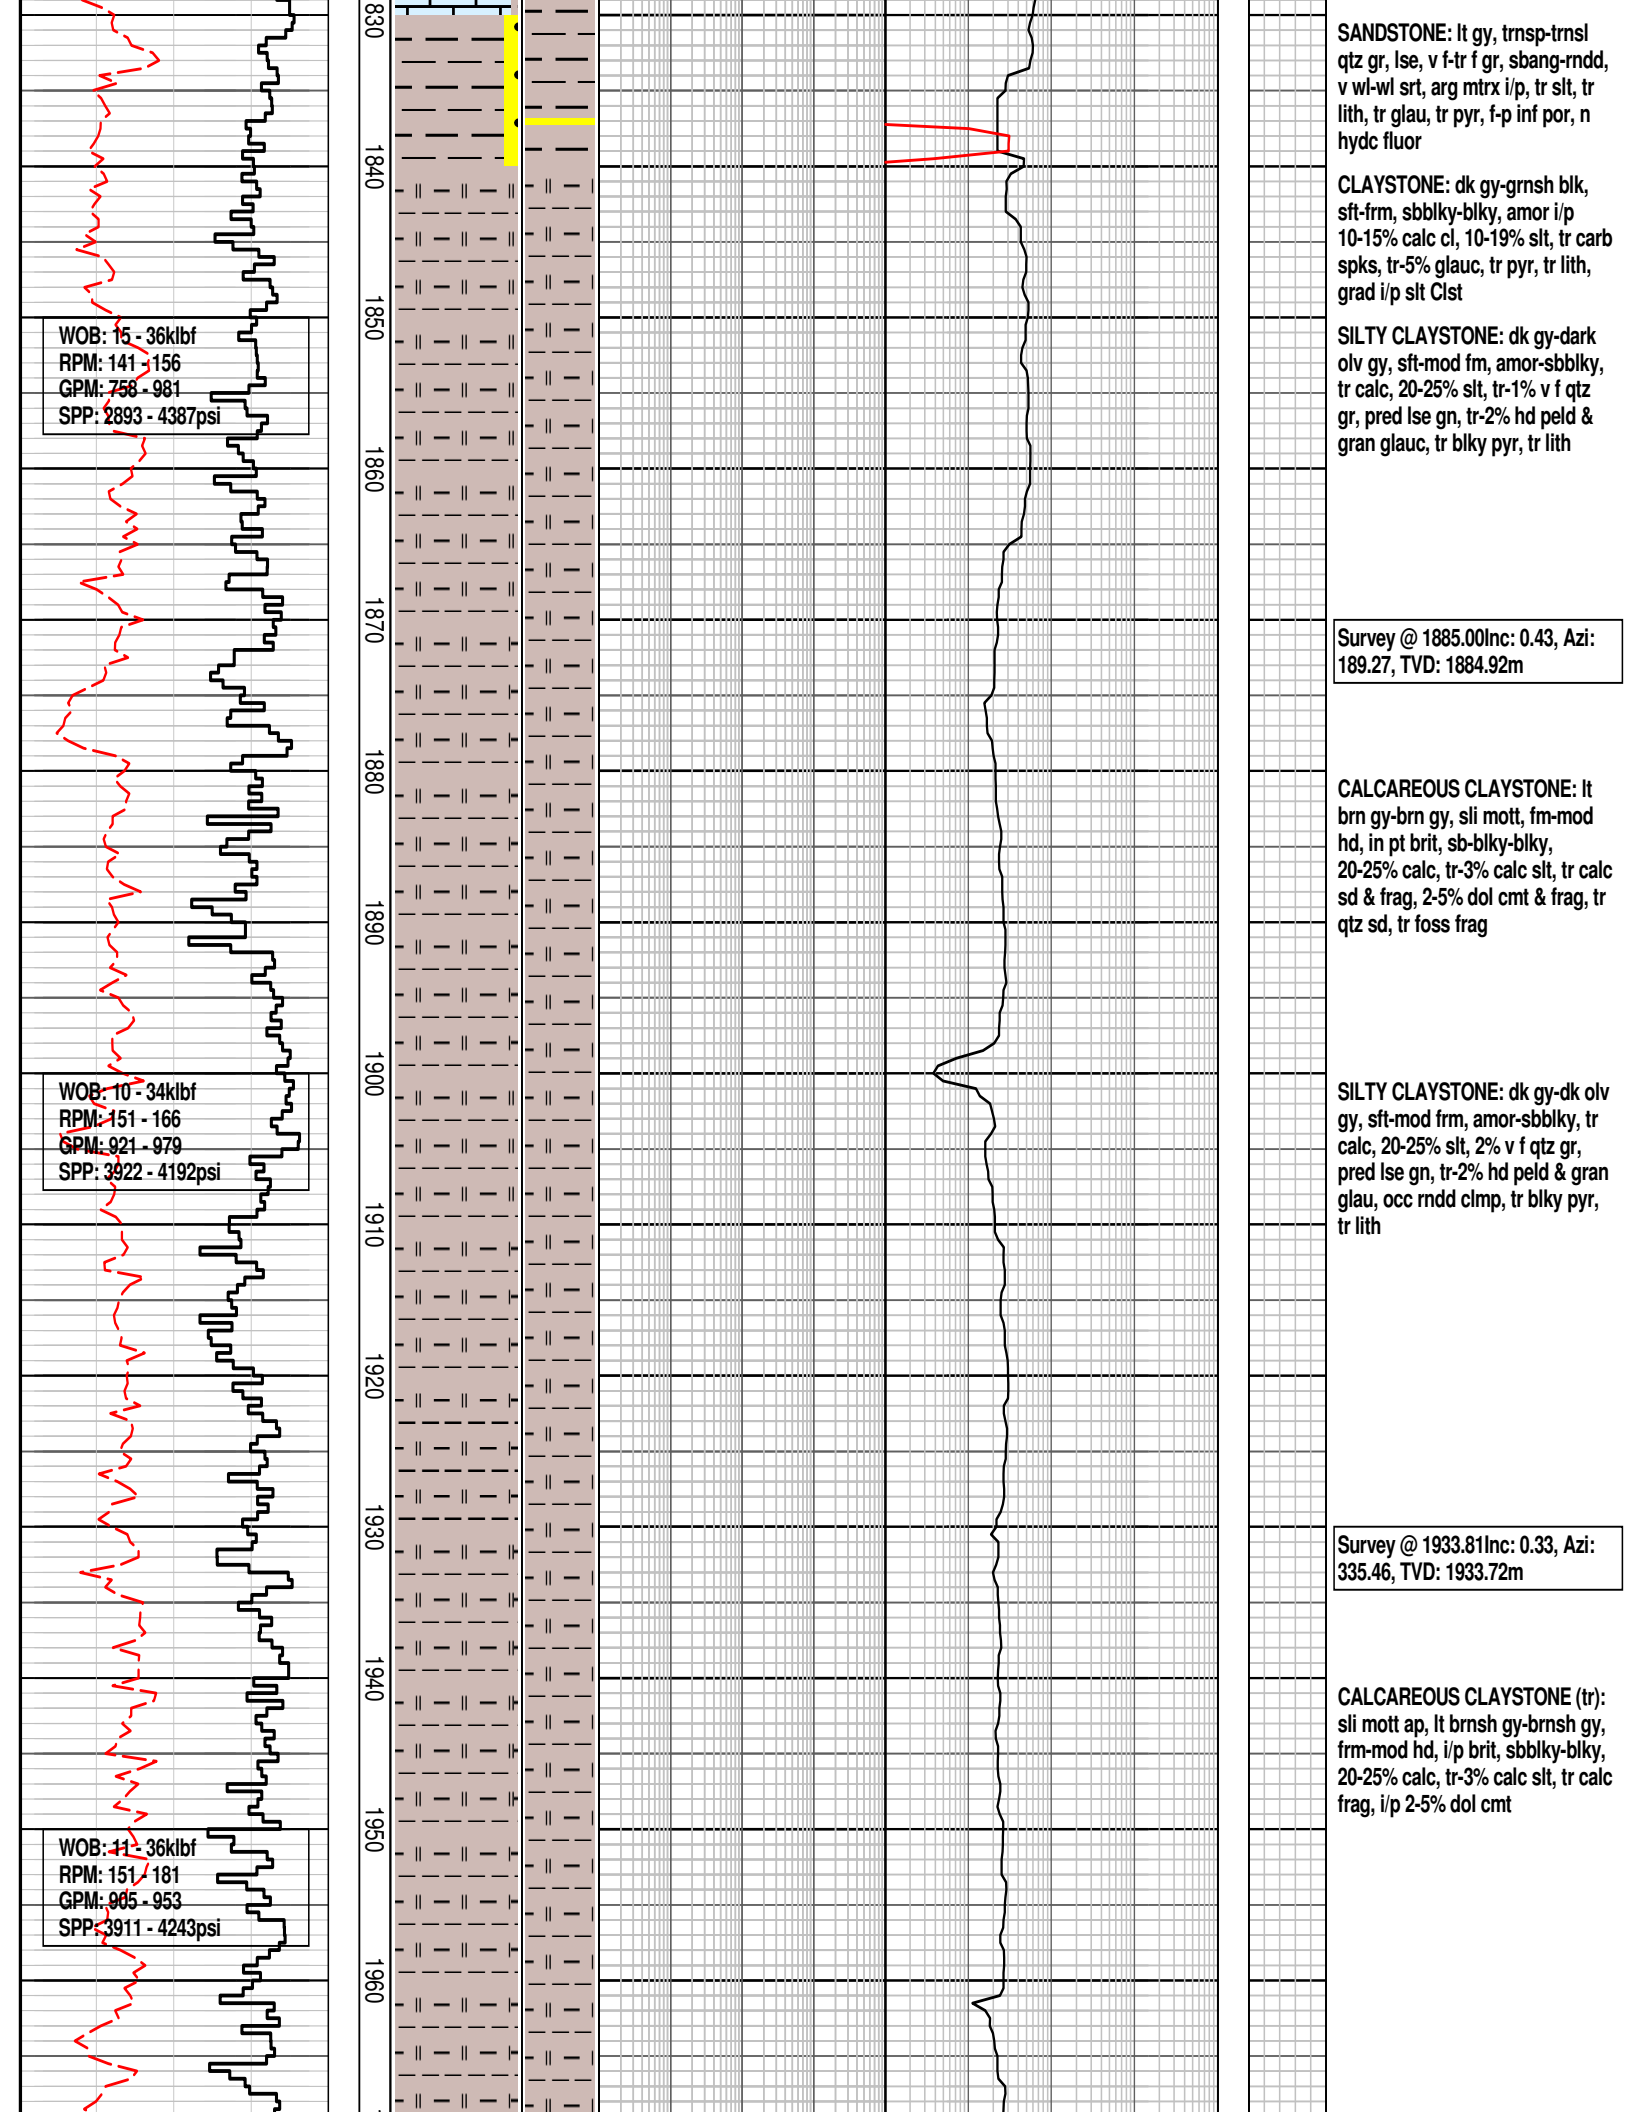 830
1840
1850
1860
1870
1880
1890
1900
1910
1920
1930
1940
1950
1960
WOB: 15 - 36klbf
RPM: 141 - 156
GPM: 758 - 981
SPP: 2893 - 4387psi
WOB: 10 - 34klbf
RPM: 151 - 166
GPM: 921 - 979
SPP: 3922 - 4192psi
WOB: 11 - 36klbf
RPM: 151 - 181
GPM: 905 - 953
SPP: 3911 - 4243psi
SANDSTONE: lt gy, trnsp-trnsl
qtz gr, lse, v f-tr f gr, sbang-rndd,
v wl-wl srt, arg mtrx i/p, tr slt, tr
lith, tr glau, tr pyr, f-p inf por, n
hydc fluor
CLAYSTONE: dk gy-grnsh blk,
sft-frm, sbblky-blky, amor i/p
10-15% calc cl, 10-19% slt, tr carb
spks, tr-5% glauc, tr pyr, tr lith,
grad i/p slt Clst
SILTY CLAYSTONE: dk gy-dark
olv gy, sft-mod fm, amor-sbblky,
tr calc, 20-25% slt, tr-1% v f qtz
gr, pred lse gn, tr-2% hd peld &
gran glauc, tr blky pyr, tr lith
Survey @ 1885.00Inc: 0.43, Azi:
189.27, TVD: 1884.92m
CALCAREOUS CLAYSTONE: lt
brn gy-brn gy, sli mott, fm-mod
hd, in pt brit, sb-blky-blky,
20-25% calc, tr-3% calc slt, tr calc
sd & frag, 2-5% dol cmt & frag, tr
qtz sd, tr foss frag
SILTY CLAYSTONE: dk gy-dk olv
gy, sft-mod frm, amor-sbblky, tr
calc, 20-25% slt, 2% v f qtz gr,
pred lse gn, tr-2% hd peld & gran
glau, occ rndd clmp, tr blky pyr,
tr lith
Survey @ 1933.81Inc: 0.33, Azi:
335.46, TVD: 1933.72m
CALCAREOUS CLAYSTONE (tr):
sli mott ap, lt brnsh gy-brnsh gy,
frm-mod hd, i/p brit, sbblky-blky,
20-25% calc, tr-3% calc slt, tr calc
frag, i/p 2-5% dol cmt